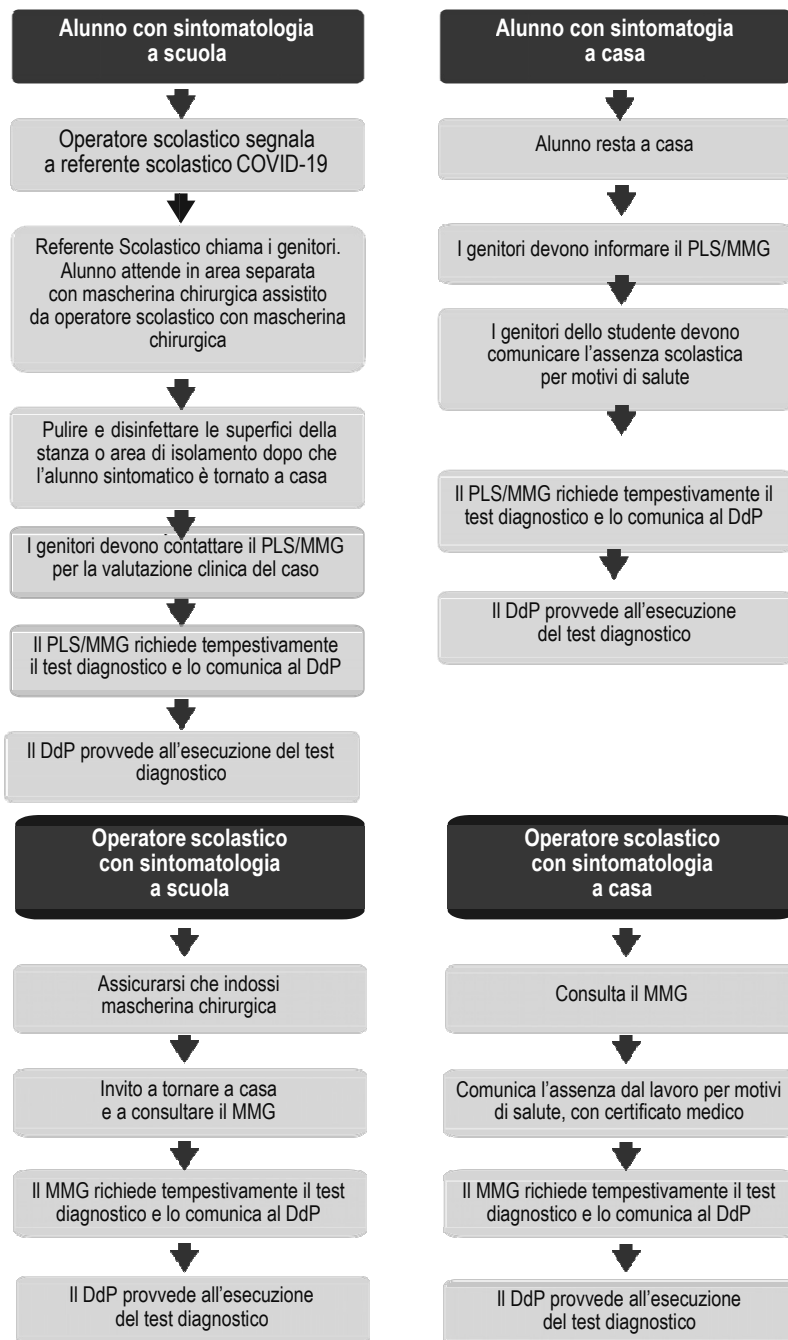 Alunno con sintomatologia
a scuola
Operatore scolastico segnala
a referente scolastico COVID-19
Referente Scolastico chiama i genitori.
Alunno attende in area separata
con mascherina chirurgica assistito
da operatore scolastico con mascherina
chirurgica
Pulire e disinfettare le superfici della
stanza o area di isolamento dopo che
l'alunno sintomatico è tornato a casa
I genitori devono contattare il PLS/MMG
per la valutazione clinica del caso
Il PLS/MMG richiede tempestivamente
il test diagnostico e lo comunica al DdP
Il DdP provvede all'esecuzione del test
diagnostico
Alunno con sintomatogia
a casa
Alunno resta a casa
I genitori devono informare il PLS/MMG
I genitori dello studente devono
comunicare l'assenza scolastica
per motivi di salute
Il PLS/MMG richiede tempestivamente il
test diagnostico e lo comunica al DdP
Il DdP provvede all'esecuzione
del test diagnostico
Operatore scolastico
con sintomatologia
a scuola
Assicurarsi che indossi
mascherina chirurgica
Invito a tornare a casa
e a consultare il MMG
Il MMG richiede tempestivamente il test
diagnostico e lo comunica al DdP
Il DdP provvede all'esecuzione
del test diagnostico
Operatore scolastico
con sintomatologia
a casa
Consulta il MMG
Comunica l'assenza dal lavoro per motivi
di salute, con certificato medico
Il MMG richiede tempestivamente il test
diagnostico e lo comunica al DdP
Il DdP provvede all'esecuzione
del test diagnostico